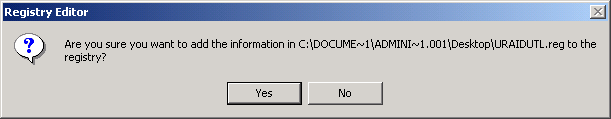 Registry Editor
Are you sure you want to add the information in C:\DOCUME~1\ADMINI~1.001\Desktop\URAIDUTL.reg to the
registry?
Yes
No